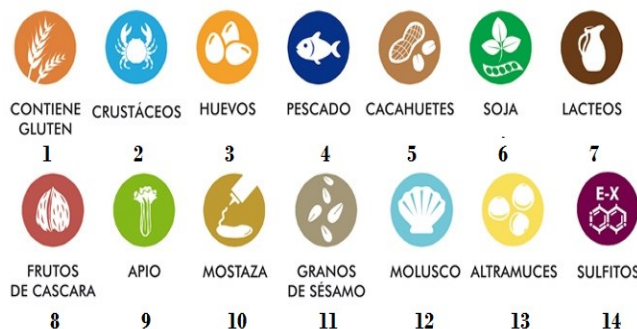 CONTIENE GLUTEN
CRUSTÁCEOS
HUEVOS
PESCADO
CACAHUETES
SOJA
LACTEOS
1 2 3 4 5 6 7
E-X
FRUTOS DE CASCARA
APIO
MOSTAZA
GRANOS DE SÉSAMO
MOLUSCO
ALTRAMUCES
SULFITOS
8 9 10 11 12 13 14